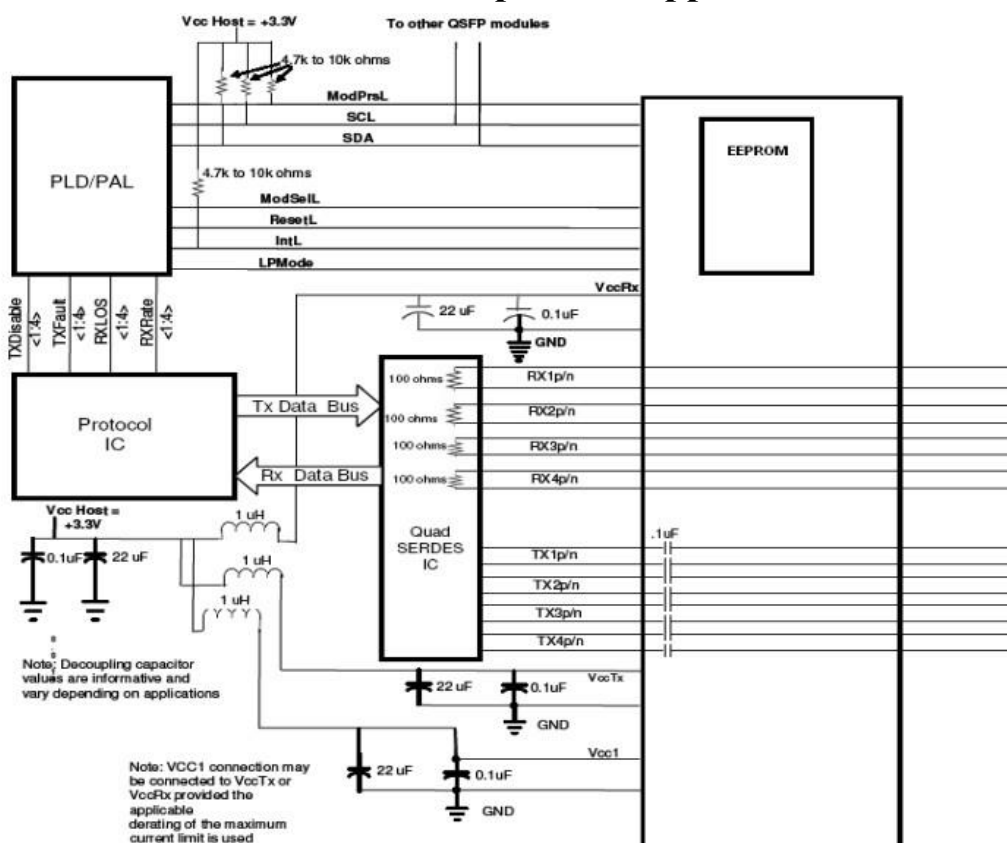 Vcc Host = +3.3V
To other QSFP modules
4.7k to 10k ohms
ModPrsL
SCL
SDA
EEPROM
PLD/PAL
4.7k to 10k ohms
ModSelL
ResetL
IntL
LPMode
VccRx
TXDisable
<1:4>
TXFault
<1:4>
RXLOS
<1:4>
RXRate
<1:4>
22 uF
0.1uF
GND
100 ohms
RX1p/n
Tx Data Bus
100 ohms
RX2p/n
Protocol
IC
100 ohms
RX3p/n
Rx Data Bus
100 ohms
RX4p/n
Vcc Host =
+3.3V
1 uH
Quad
SERDES
IC
.1uF
0.1uF
22 uF
1 uH
TX1p/n
1 uH
TX2p/n
TX3p/n
TX4p/n
Note: Decoupling capacitor
values are informative and
vary depending on applications
VccTx
22 uF
0.1uF
GND
Vcc1
Note: VCC1 connection may
be connected to VccTx or
VccRx provided the
applicable
derating of the maximum
current limit is used
22 uF
0.1uF
GND